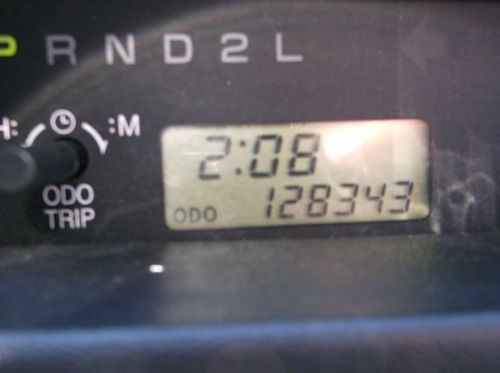 P R N D 2 L
H: :M
2:08
ODO
TRIP
ODO 128343